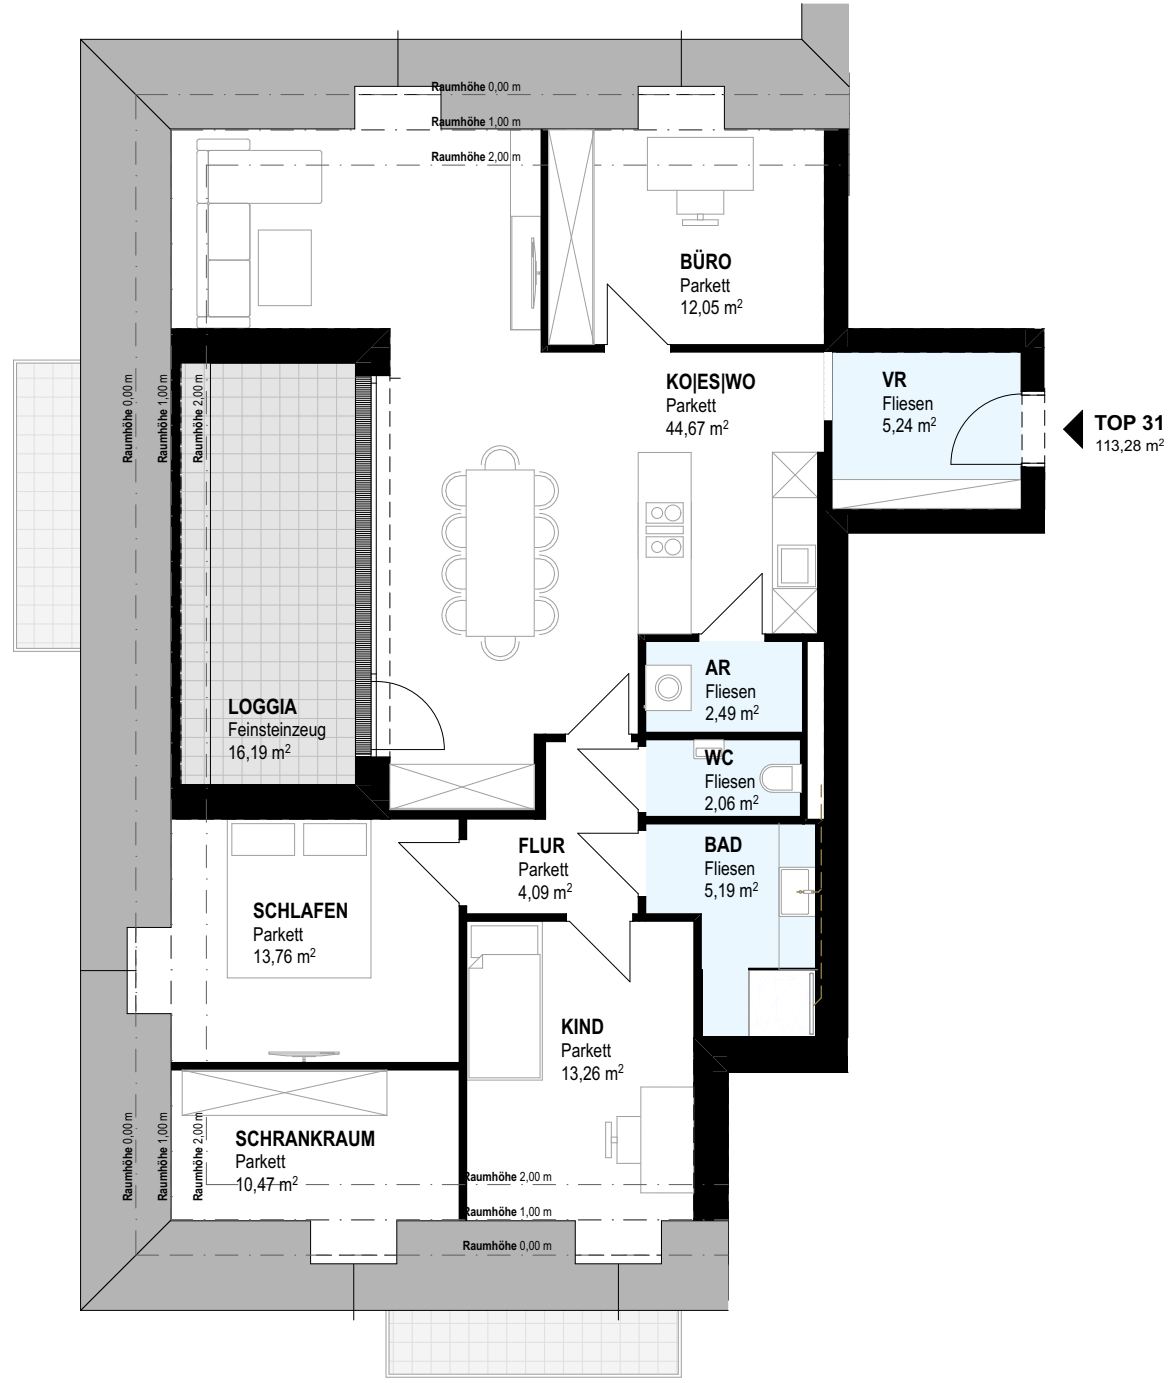 Raumhöhe 0,00 m
Raumhöhe 1,00 m
Raumhöhe 2,00 m
BÜRO
Parkett
12,05 m²
KO|ES|WO
Parkett
44,67 m²
VR
Fliesen
5,24 m²
TOP 31
113,28 m²
Raumhöhe 0,00 m
Raumhöhe 1,00 m
Raumhöhe 2,00 m
LOGGIA
Feinsteinzeug
16,19 m²
AR
Fliesen
2,49 m²
WC
Fliesen
2,06 m²
FLUR
Parkett
4,09 m²
BAD
Fliesen
5,19 m²
SCHLAFEN
Parkett
13,76 m²
KIND
Parkett
13,26 m²
Raumhöhe 0,00 m
Raumhöhe 1,00 m
Raumhöhe 2,00 m
SCHRANKRAUM
Parkett
10,47 m²
Raumhöhe 2,00 m
Raumhöhe 1,00 m
Raumhöhe 0,00 m